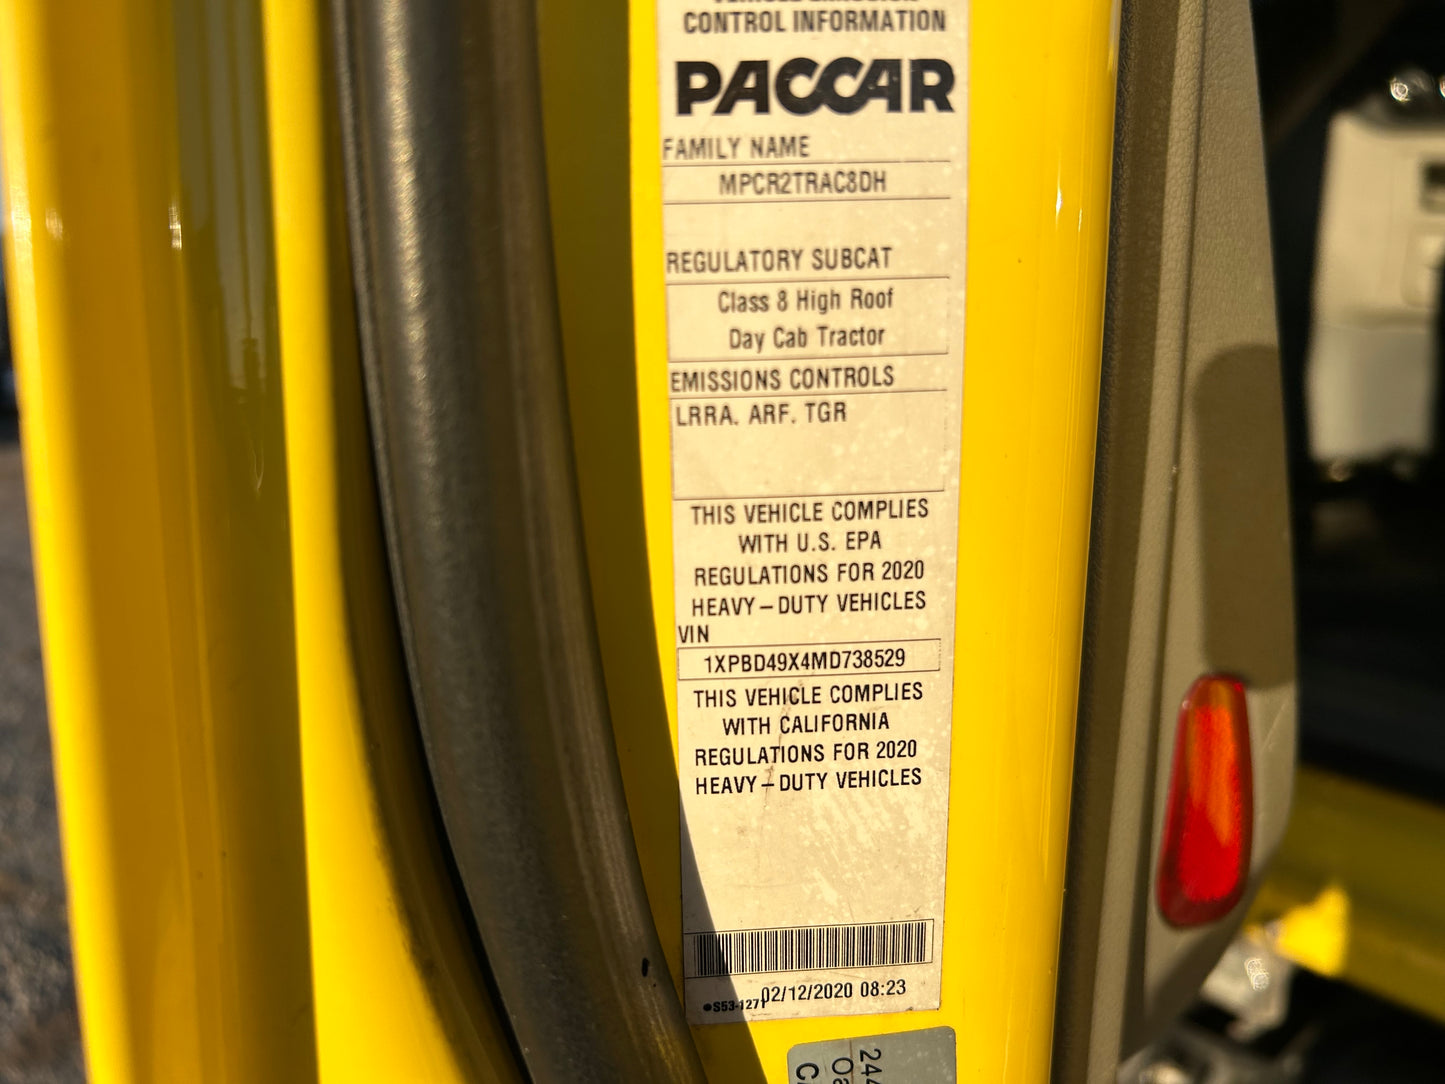 CONTROL INFORMATION
PACCAR
FAMILY NAME
MPCR2TRAC8DH
REGULATORY SUBCAT
Class 8 High Roof
Day Cab Tractor
EMISSIONS CONTROLS
LRRA. ARF. TGR
THIS VEHICLE COMPLIES
WITH U.S. EPA
REGULATIONS FOR 2020
HEAVY-DUTY VEHICLES
VIN
1XPBD49X4MD738529
THIS VEHICLE COMPLIES
WITH CALIFORNIA
REGULATIONS FOR 2020
HEAVY-DUTY VEHICLES
02/12/2020 08:23
●S53-1271